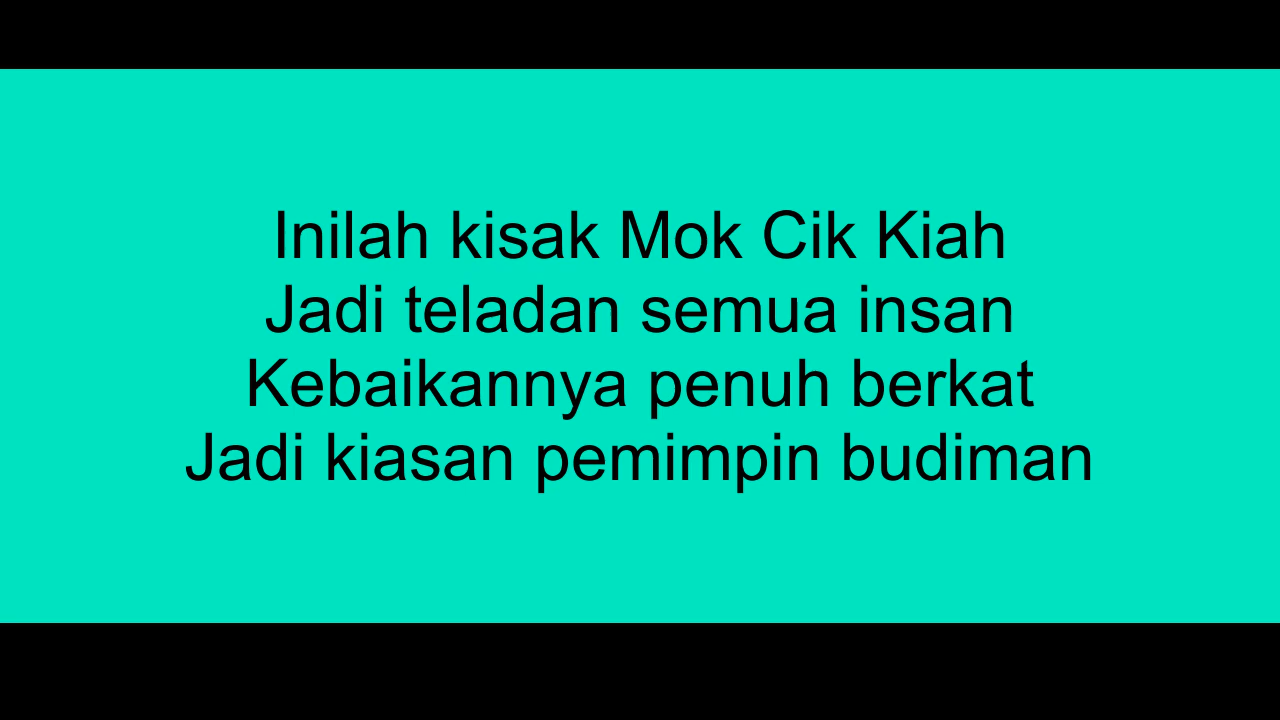 Inilah kisak Mok Cik Kiah
Jadi teladan semua insan
Kebaikannya penuh berkat
Jadi kiasan pemimpin budiman